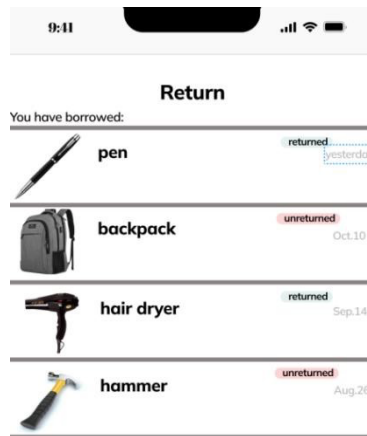 9:41
Return
You have borrowed:
returned
pen
yesterda
unreturned
backpack
Oct.10
returned
hair dryer
Sep.14
unreturned
hammer
Aug.26